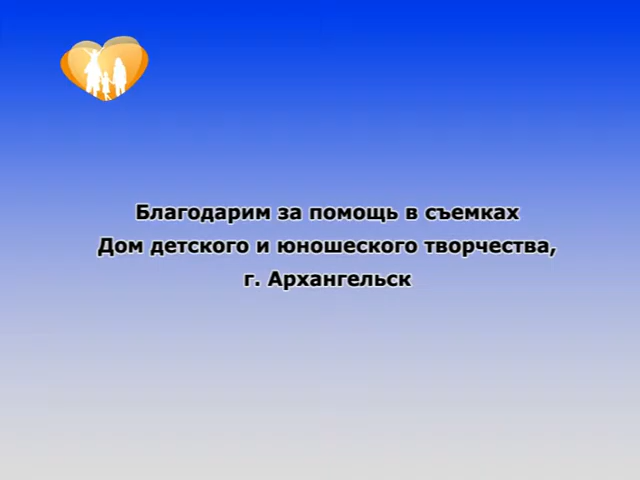 Благодарим за помощь в съемках
Дом детского и юношеского творчества,
г. Архангельск